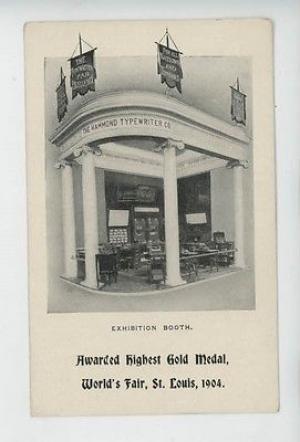 THE HAMMOND TYPEWRITER CO.
EXHIBITION BOOTH.
Awarded Highest Gold Medal,
World's Fair, St. Louis, 1904.